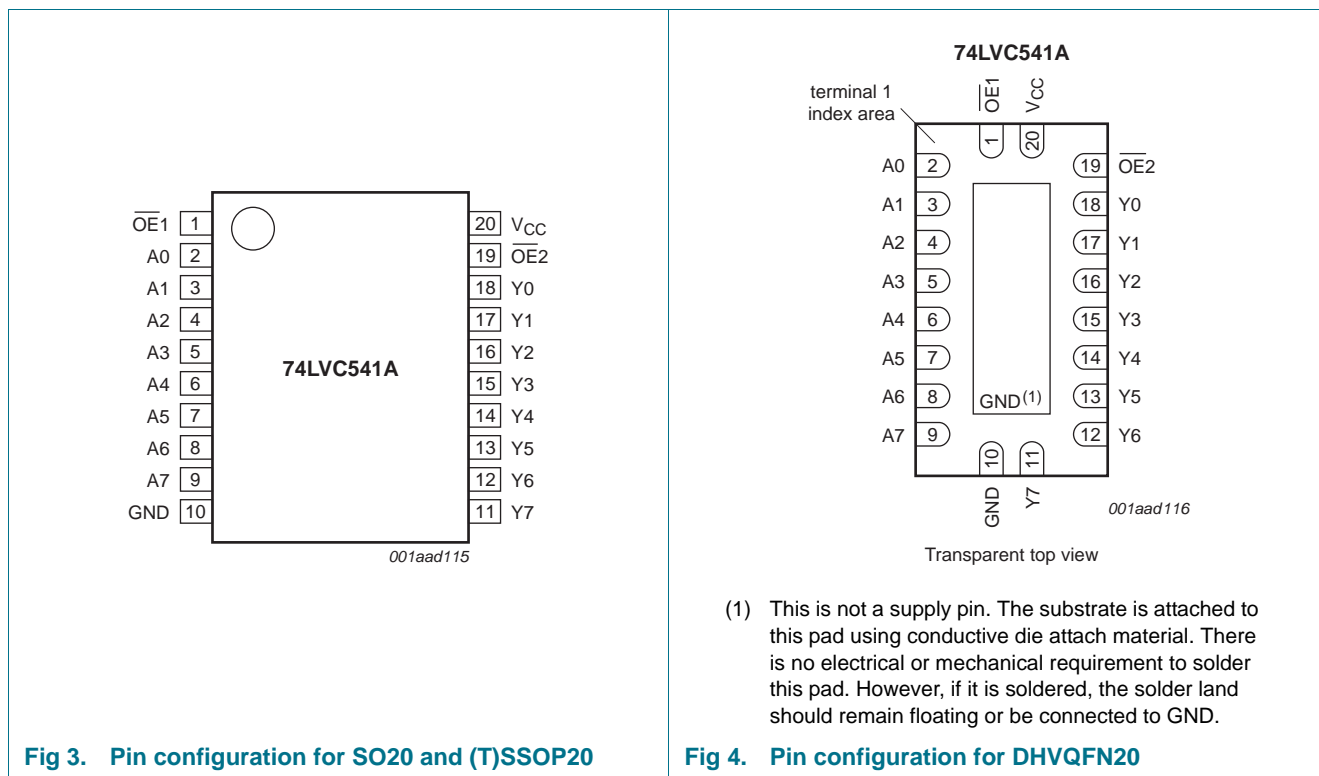 OE1 1
A0 2
A1 3
A2 4
A3 5
A4 6
A5 7
A6 8
A7 9
GND 10
74LVC541A
20 VCC
19 OE2
18 Y0
17 Y1
16 Y2
15 Y3
14 Y4
13 Y5
12 Y6
11 Y7
001aad115
Fig 3. Pin configuration for SO20 and (T)SSOP20
74LVC541A
terminal 1
index area
OE1 VCC
1 20
A0 2
A1 3
A2 4
A3 5
A4 6
A5 7
A6 8
A7 9
GND(1)
19 OE2
18 Y0
17 Y1
16 Y2
15 Y3
14 Y4
13 Y5
12 Y6
10 11
GND Y7
001aad116
Transparent top view
(1) This is not a supply pin. The substrate is attached to
this pad using conductive die attach material. There
is no electrical or mechanical requirement to solder
this pad. However, if it is soldered, the solder land
should remain floating or be connected to GND.
Fig 4. Pin configuration for DHVQFN20